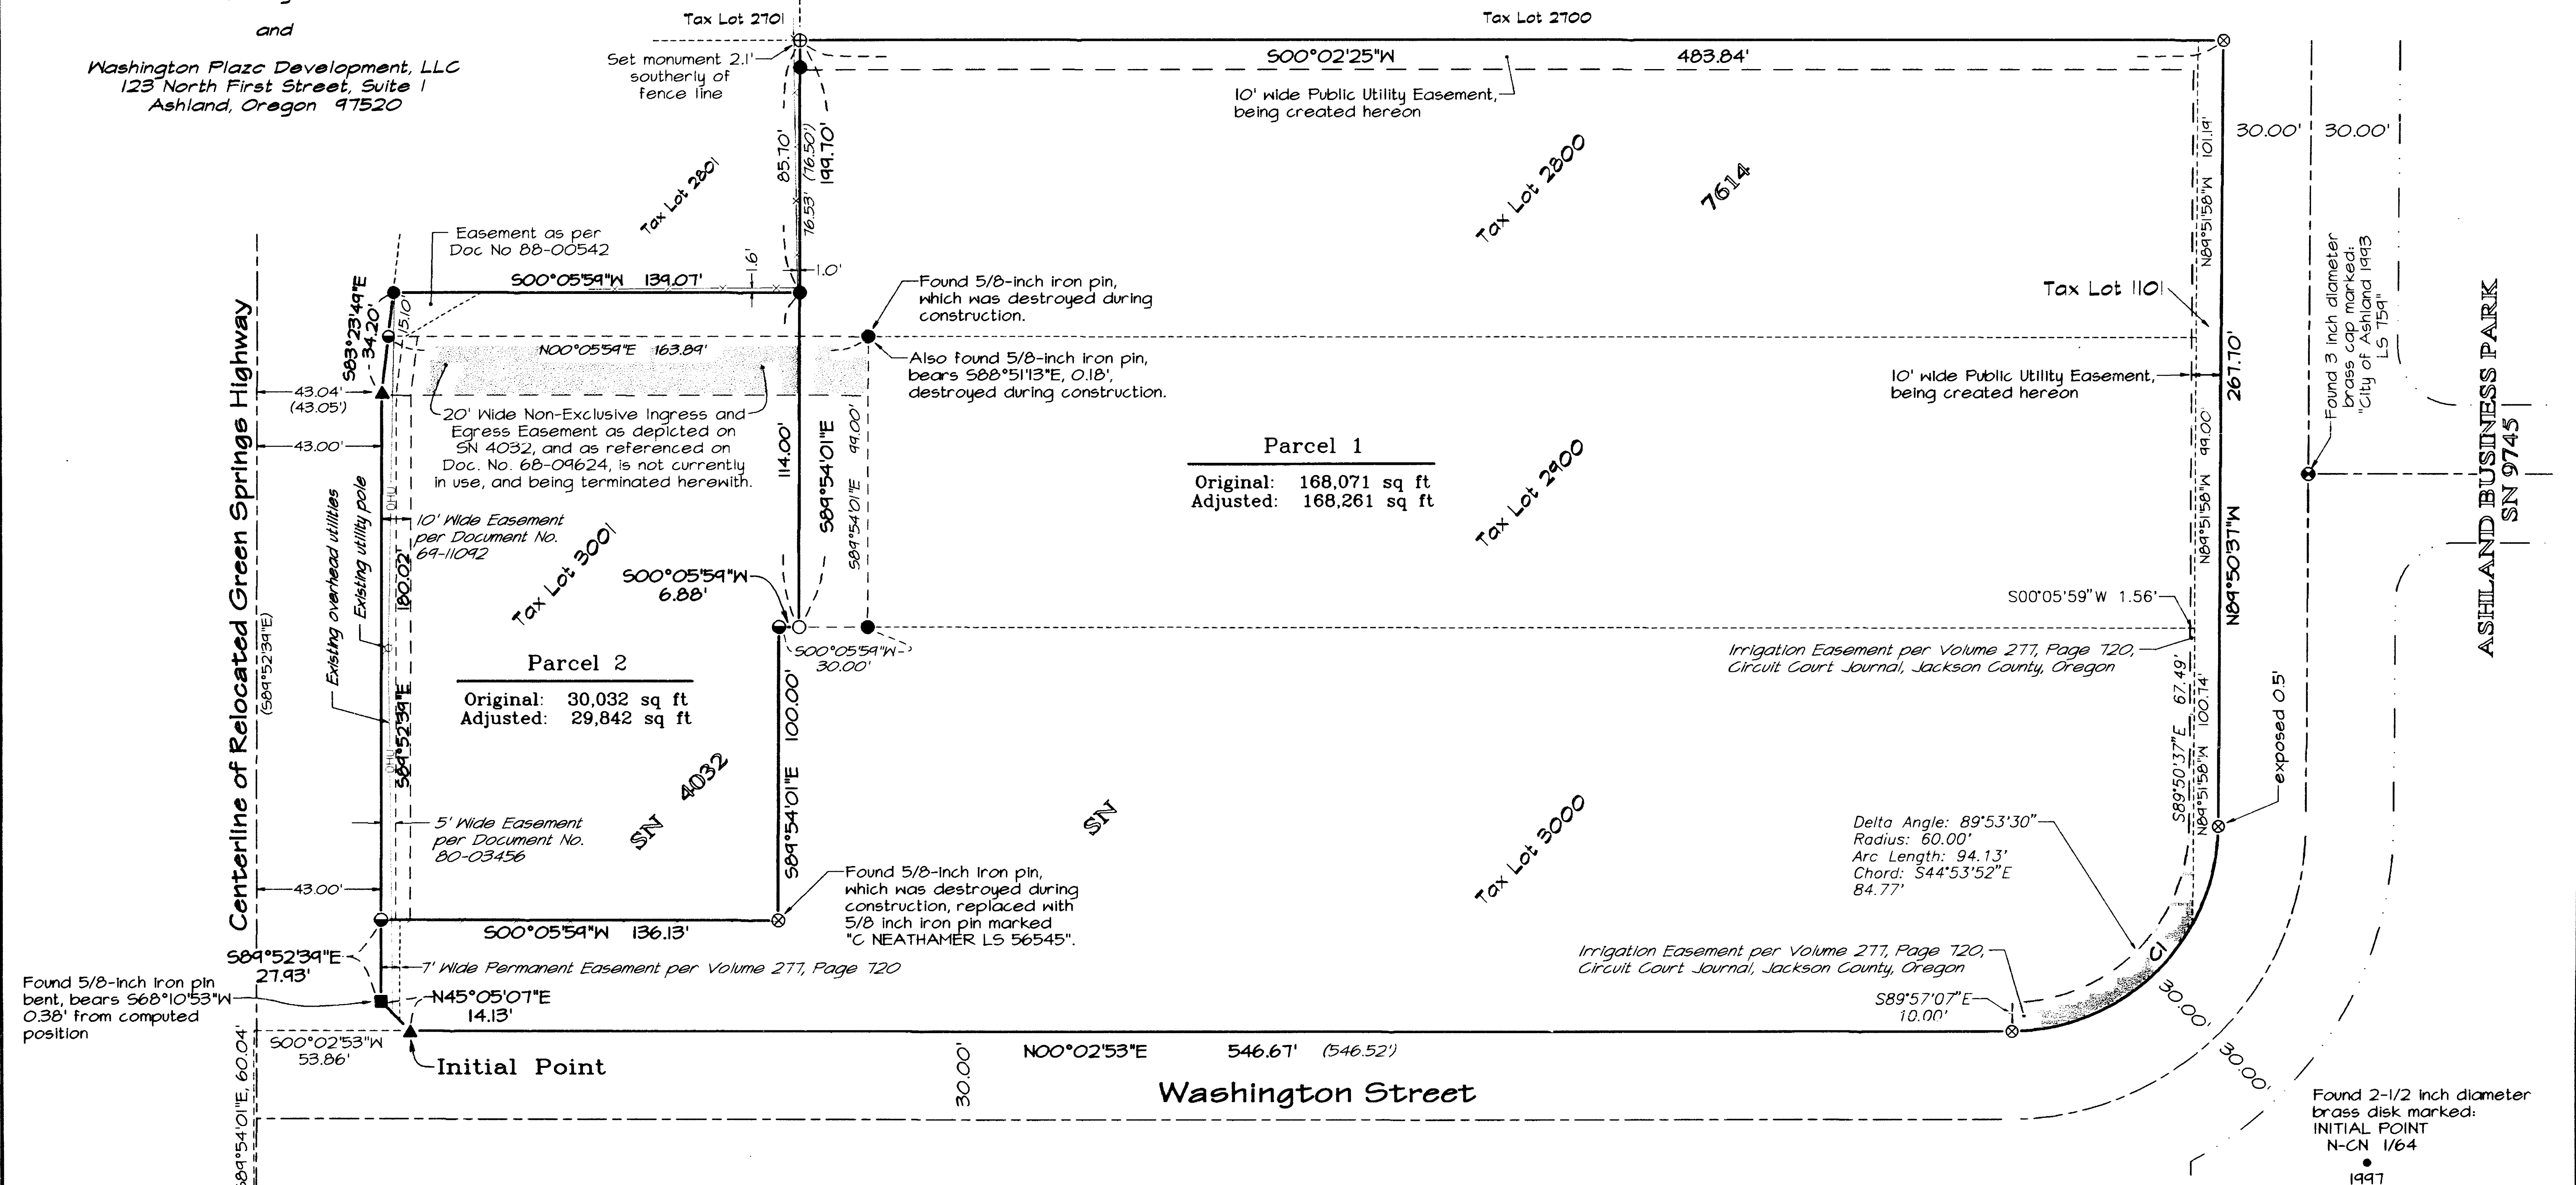 and
Washington Plazc Development, LLC
123 North First Street, Suite 1
Ashland, Oregon 97520
Tax Lot 2701
Tax Lot 2700
Set monument 2.1'
southerly of
fence line
S00°02'25"W 483.84'
10' wide Public Utility Easement,
being created hereon
85.70'
76.53' (76.50')
199.70'
Tax Lot 2801
Tax Lot 2800
7614
N89°51'58"W 101.19'
30.00' 30.00'
Easement as per
Doc No 88-00542
S00°05'59"W 139.07'
1.6'
1.0'
S83°23'49"E
34.20'
15.10'
Found 5/8-inch iron pin,
which was destroyed during
construction.
Tax Lot 1101
267.70'
Found 3 inch diameter
brass cap marked:
"City of Ashland 1993
LS 759"
N00°05'59"E 163.89'
Also found 5/8-inch iron pin,
bears S88°51'13"E, 0.18',
destroyed during construction.
10' wide Public Utility Easement,
being created hereon
43.04'
(43.05')
43.00'
20' Wide Non-Exclusive Ingress and
Egress Easement as depicted on
SN 4032, and as referenced on
Doc. No. 68-09624, is not currently
in use, and being terminated herewith.
114.00'
S89°54'01"E
S89°54'01"E 99.00'
Parcel 1
Original: 168,071 sq ft
Adjusted: 168,261 sq ft
Tax Lot 2900
N89°51'58"W 99.00'
N89°50'37"W
ASHLAND BUSINESS PARK
SN 9745
Centerline of Relocated Green Springs Highway
(S89°52'39"E)
Existing overhead utilities
Existing utility pole
OHU
10' Wide Easement
per Document No.
69-11092
180.02'
S89°52'39"E
OHU
Tax Lot 3001
S00°05'59"W
6.88'
S00°05'59"W
30.00'
S00°05'59"W 1.56'
Irrigation Easement per Volume 277, Page 720,
Circuit Court Journal, Jackson County, Oregon
Parcel 2
Original: 30,032 sq ft
Adjusted: 29,842 sq ft
S89°54'01"E 100.00'
S89°50'37"E 67.49'
N89°51'58"W 100.74'
exposed 0.5'
SN 4032
SN
Tax Lot 3000
5' Wide Easement
per Document No.
80-03456
43.00'
Found 5/8-inch iron pin,
which was destroyed during
construction, replaced with
5/8 inch iron pin marked
"C NEATHAMER LS 56545".
Delta Angle: 89°53'30"
Radius: 60.00'
Arc Length: 94.13'
Chord: S44°53'52"E
84.77'
S00°05'59"W 136.13'
S89°52'39"E
27.93'
7' Wide Permanent Easement per Volume 277, Page 720
Irrigation Easement per Volume 277, Page 720,
Circuit Court Journal, Jackson County, Oregon
C1
30.00'
Found 5/8-inch iron pin
bent, bears S68°10'53"W
0.38' from computed
position
N45°05'07"E
14.13'
S89°57'07"E
10.00'
S00°02'53"W
53.86'
Initial Point
N00°02'53"E 546.67' (546.52')
30.00'
30.00'
Washington Street
S89°54'01"E, 60.04'
Found 2-1/2 inch diameter
brass disk marked:
INITIAL POINT
N-CN 1/64
1997